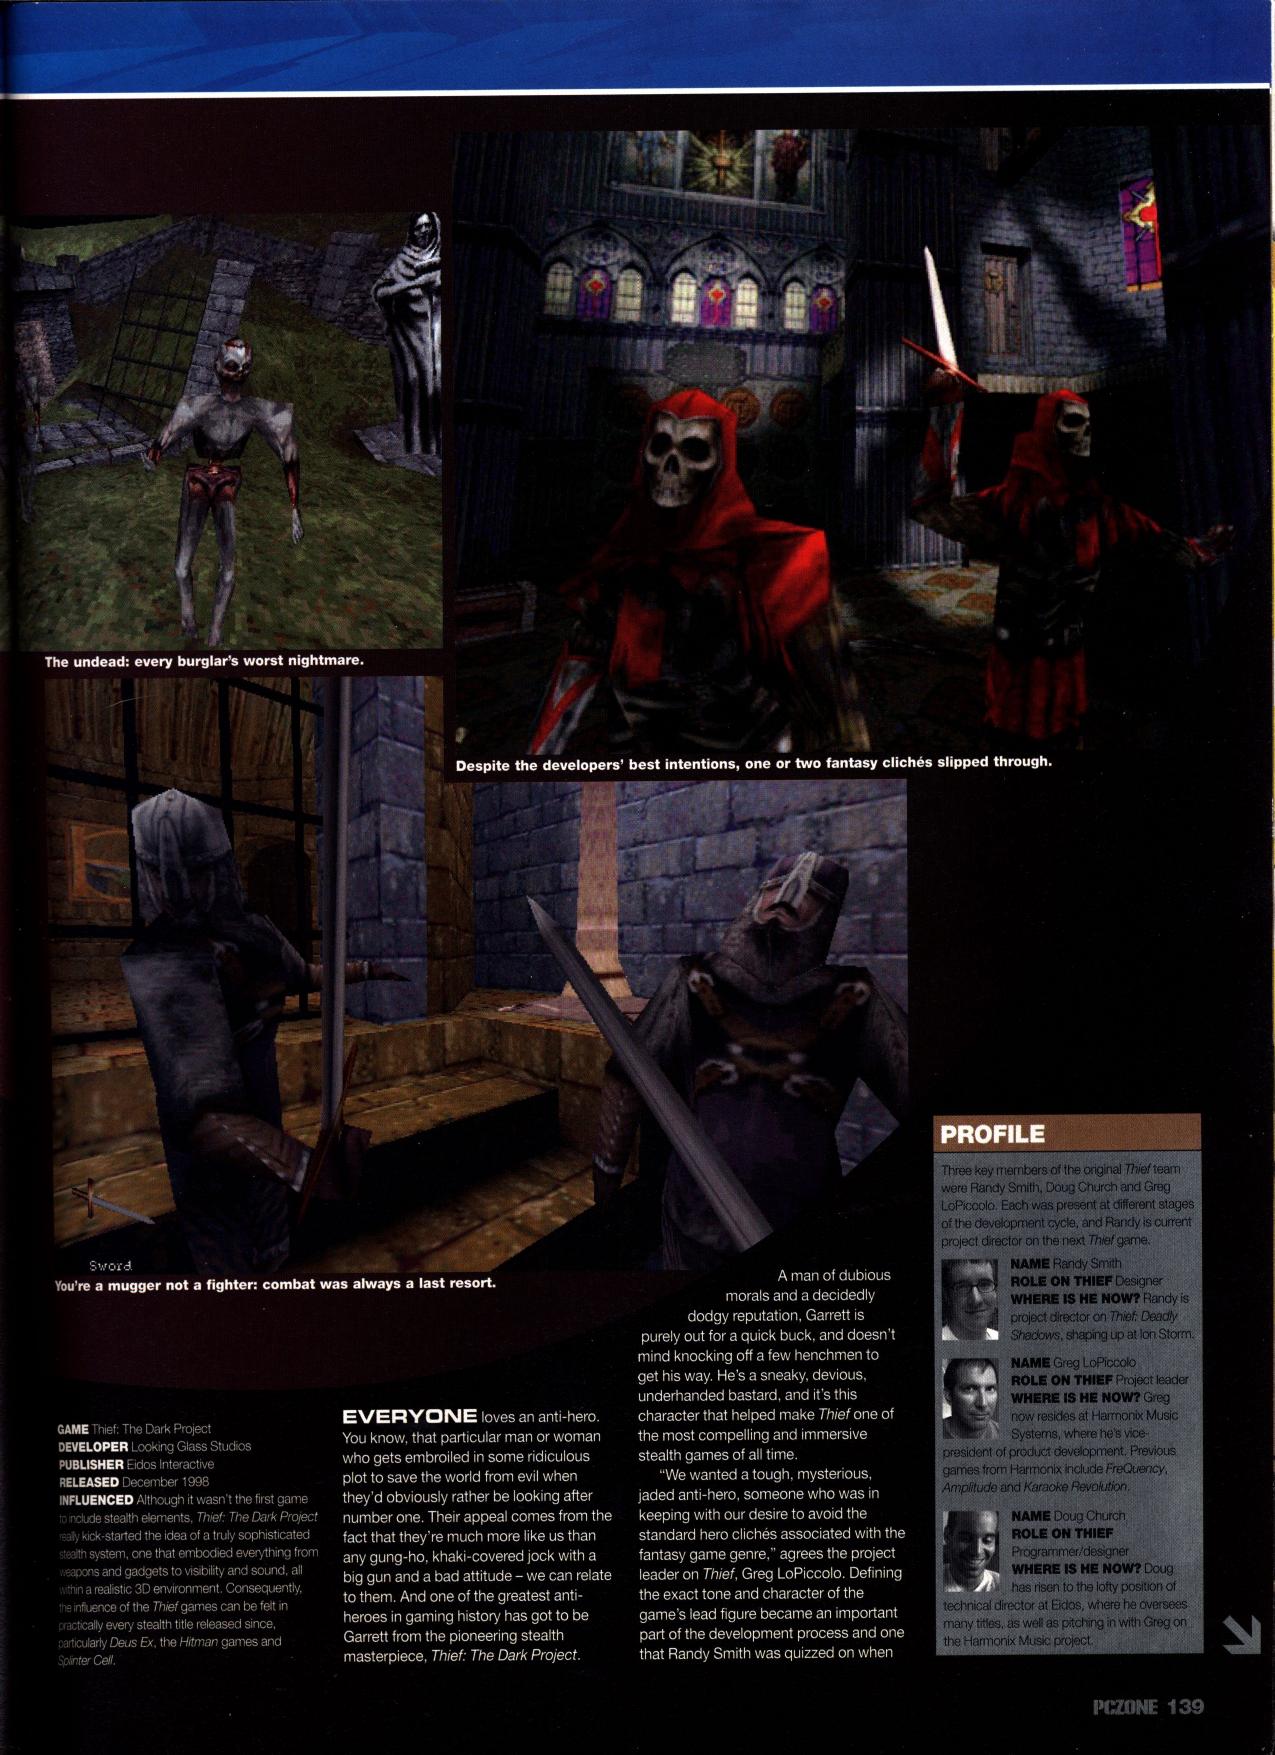 The undead: every burglar's worst nightmare.
Despite the developers' best intentions, one or two fantasy clichés slipped through.
Sword
You're a mugger not a fighter: combat was always a last resort.
GAME Thief: The Dark Project
DEVELOPER Looking Glass Studios
PUBLISHER Eidos Interactive
RELEASED December 1998
INFLUENCED Although it wasn't the first game
to include stealth elements, Thief: The Dark Project
really kick-started the idea of a truly sophisticated
stealth system, one that embodied everything from
weapons and gadgets to visibility and sound, all
within a realistic 3D environment. Consequently,
the influence of the Thief games can be felt in
practically every stealth title released since,
particularly Deus Ex, the Hitman games and
Splinter Cell.
EVERYONE loves an anti-hero.
You know, that particular man or woman
who gets embroiled in some ridiculous
plot to save the world from evil when
they'd obviously rather be looking after
number one. Their appeal comes from the
fact that they're much more like us than
any gung-ho, khaki-covered jock with a
big gun and a bad attitude – we can relate
to them. And one of the greatest anti-
heroes in gaming history has got to be
Garrett from the pioneering stealth
masterpiece, Thief: The Dark Project.
A man of dubious
morals and a decidedly
dodgy reputation, Garrett is
purely out for a quick buck, and doesn't
mind knocking off a few henchmen to
get his way. He's a sneaky, devious,
underhanded bastard, and it's this
character that helped make Thief one of
the most compelling and immersive
stealth games of all time.
"We wanted a tough, mysterious,
jaded anti-hero, someone who was in
keeping with our desire to avoid the
standard hero clichés associated with the
fantasy game genre," agrees the project
leader on Thief, Greg LoPiccolo. Defining
the exact tone and character of the
game's lead figure became an important
part of the development process and one
that Randy Smith was quizzed on when
PROFILE
Three key members of the original Thief team
were Randy Smith, Doug Church and Greg
LoPiccolo. Each was present at different stages
of the development cycle, and Randy is current
project director on the next Thief game.
NAME Randy Smith
ROLE ON THIEF Designer
WHERE IS HE NOW? Randy is
project director on Thief: Deadly
Shadows, shaping up at Ion Storm.
NAME Greg LoPiccolo
ROLE ON THIEF Project leader
WHERE IS HE NOW? Greg
now resides at Harmonix Music
Systems, where he's vice-
president of product development. Previous
games from Harmonix include FreQuency,
Amplitude and Karaoke Revolution.
NAME Doug Church
ROLE ON THIEF
Programmer/designer
WHERE IS HE NOW? Doug
has risen to the lofty position of
technical director at Eidos, where he oversees
many titles, as well as pitching in with Greg on
the Harmonix Music project.
PCZONE 139